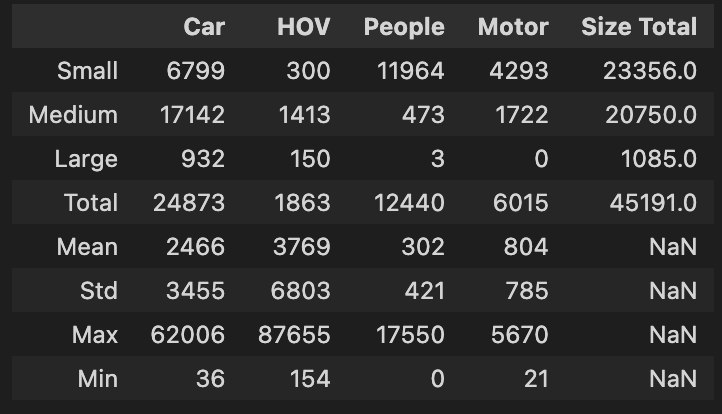 Car HOV People Motor Size Total
Small 6799 300 11964 4293 23356.0
Medium 17142 1413 473 1722 20750.0
Large 932 150 3 0 1085.0
Total 24873 1863 12440 6015 45191.0
Mean 2466 3769 302 804 NaN
Std 3455 6803 421 785 NaN
Max 62006 87655 17550 5670 NaN
Min 36 154 0 21 NaN